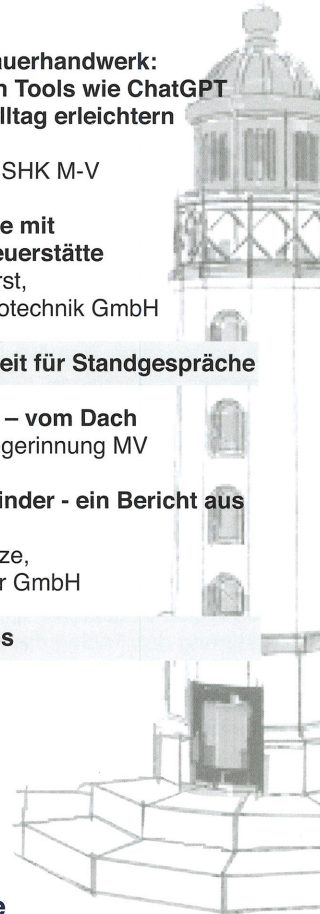 auerhandwerk:
n Tools wie ChatGPT
lltag erleichtern
SHK M-V
e mit
euerstätte
rst,
otechnik GmbH
eit für Standgespräche
– vom Dach
gerinnung MV
inder - ein Bericht aus
ze,
r GmbH
s
e